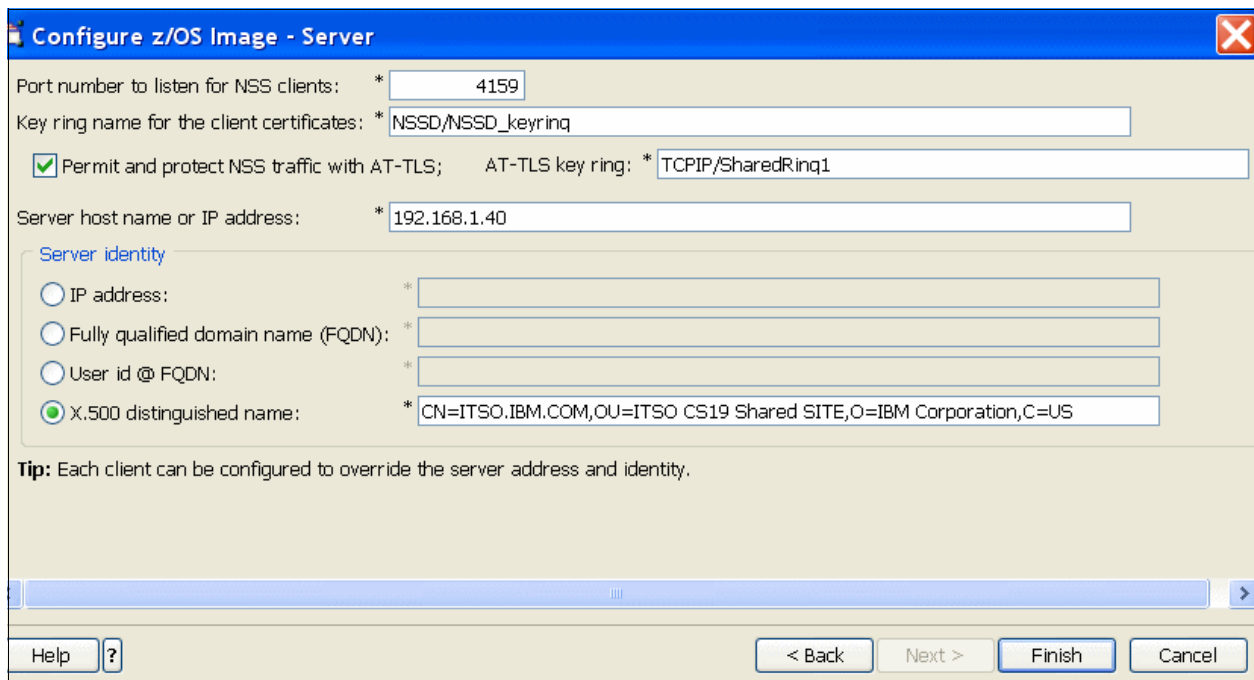 Configure z/OS Image - Server
Port number to listen for NSS clients: * 4159
Key ring name for the client certificates: * NSSD/NSSD_keyring
Permit and protect NSS traffic with AT-TLS; AT-TLS key ring: * TCPIP/SharedRing1
Server host name or IP address: * 192.168.1.40
Server identity
IP address: *
Fully qualified domain name (FQDN): *
User id @ FQDN: *
X.500 distinguished name: * CN=ITSO.IBM.COM,OU=ITSO CS19 Shared SITE,O=IBM Corporation,C=US
Tip: Each client can be configured to override the server address and identity.
Help ? < Back Next > Finish Cancel